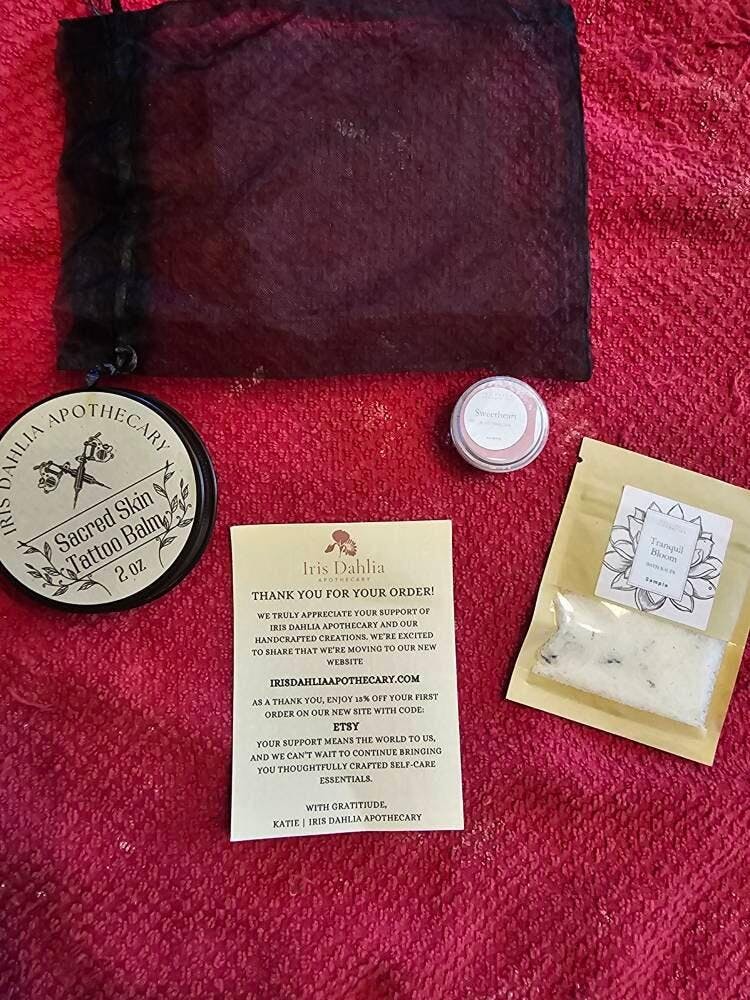 IRIS DAHLIA APOTHECARY
Sacred Skin
Tattoo Balm
2 oz
Sweetheart
Tranquil
Bloom
BATH SALTS
Sample
Iris Dahlia
APOTHECARY
THANK YOU FOR YOUR ORDER!
WE TRULY APPRECIATE YOUR SUPPORT OF
IRIS DAHLIA APOTHECARY AND OUR
HANDCRAFTED CREATIONS. WE'RE EXCITED
TO SHARE THAT WE'RE MOVING TO OUR NEW
WEBSITE
IRISDAHLIAAPOTHECARY.COM
AS A THANK YOU, ENJOY 15% OFF YOUR FIRST
ORDER ON OUR NEW SITE WITH CODE:
ETSY
YOUR SUPPORT MEANS THE WORLD TO US,
AND WE CAN'T WAIT TO CONTINUE BRINGING
YOU THOUGHTFULLY CRAFTED SELF-CARE
ESSENTIALS.
WITH GRATITIUDE,
KATIE | IRIS DAHLIA APOTHECARY